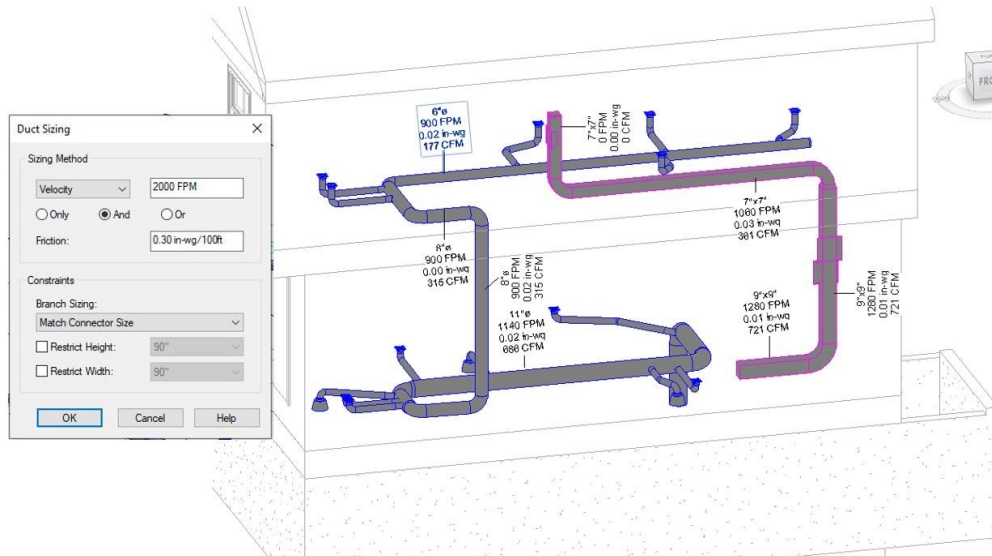 Duct Sizing
Sizing Method
Velocity
2000 FPM
Only
And
Or
Friction:
0.30 in-wg/100ft
Constraints
Branch Sizing:
Match Connector Size
Restrict Height:
90"
Restrict Width:
90"
OK
Cancel
Help
6"ø
900 FPM
0.02 in-wg
177 CFM
7"x7"
0 FPM
0.00 in-wg
0 CFM
8"ø
900 FPM
0.00 in-wg
315 CFM
8"ø
900 FPM
0.02 in-wg
315 CFM
11"ø
1140 FPM
0.02 in-wg
7"x7"
1060 FPM
0.03 in-wg
361 CFM
9"x9"
1280 FPM
0.01 in-wg
721 CFM
9"x9"
1280 FPM
0.01 in-wg
721 CFM